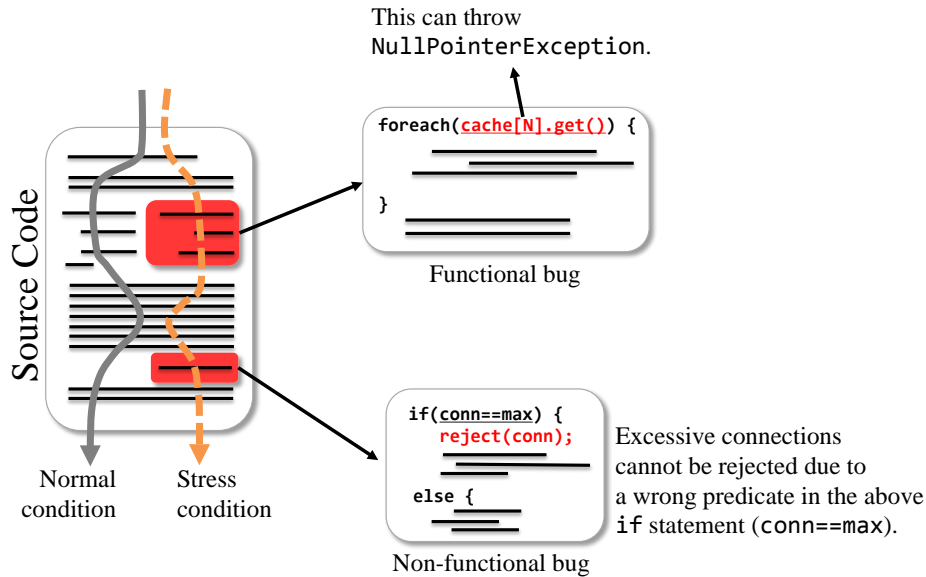 This can throw
NullPointerException.
foreach(cache[N].get()) {
}
Functional bug
Source Code
if(conn==max) {
reject(conn);
else {
Non-functional bug
Excessive connections
cannot be rejected due to
a wrong predicate in the above
if statement (conn==max).
Normal
condition
Stress
condition